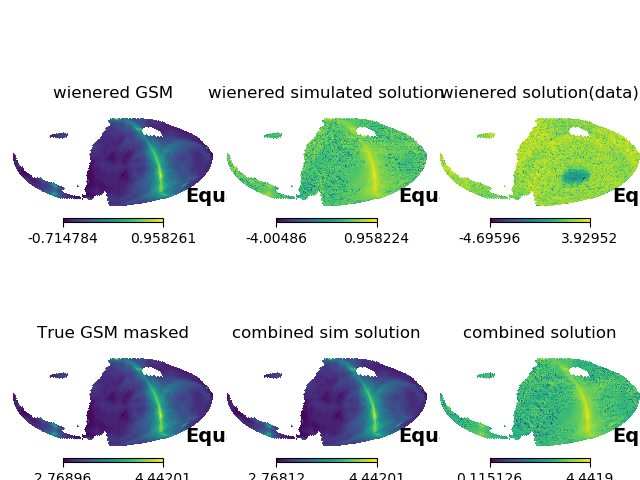 wienered GSM
wienered simulated solution
wienered solution(data)
Equ
Equ
Eq
-0.714784
0.958261
-4.00486
0.958224
-4.69596
3.92952
True GSM masked
combined sim solution
combined solution
Equ
Equ
Eq
2.76896
4.44201
2.76812
4.44201
0.115126
4.4419